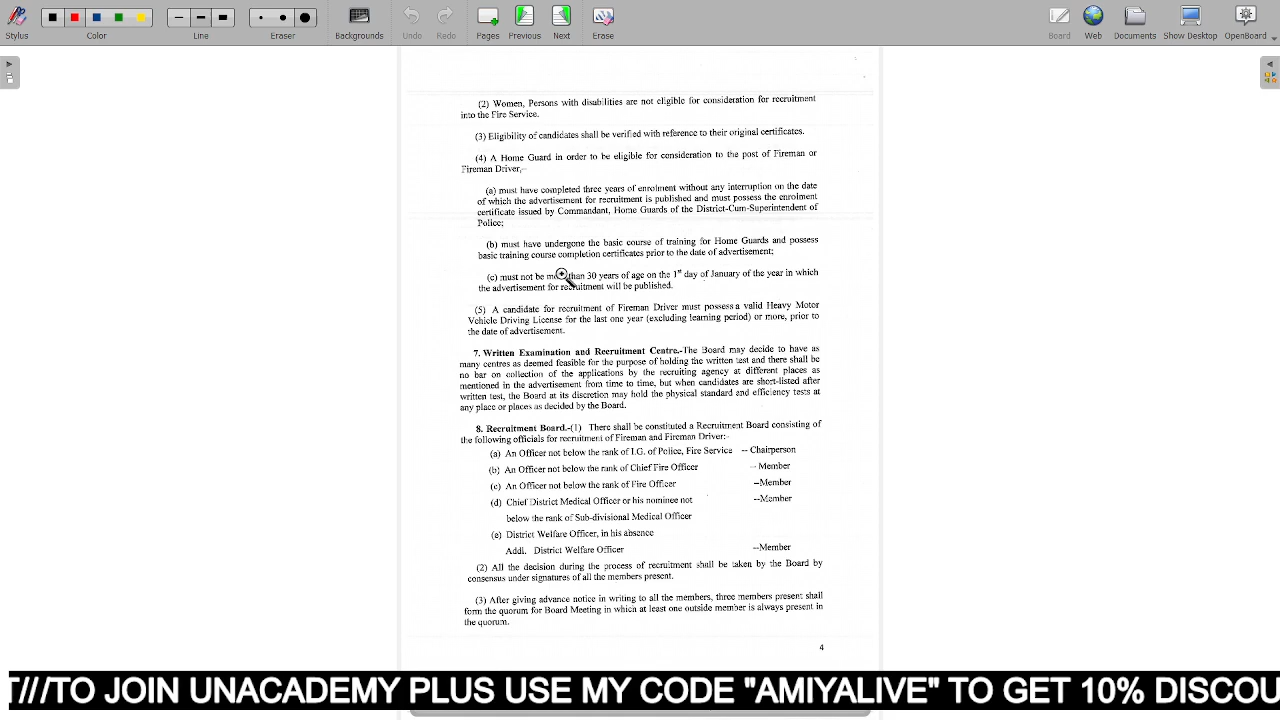 Stylus
Color
Line
Eraser
Backgrounds
Undo
Redo
Pages
Previous
Next
Erase
Board
Web
Documents
Show Desktop
OpenBoard
(2) Women, Persons with disabilities are not eligible for consideration for recruitment
into the Fire Service.
(3) Eligibility of candidates shall be verified with reference to their original certificates.
(4) A Home Guard in order to be eligible for consideration to the post of Fireman or
Fireman Driver,–
(a) must have completed three years of enrolment without any interruption on the date
of which the advertisement for recruitment is published and must possess the enrolment
certificate issued by Commandant, Home Guards of the District-Cum-Superintendent of
Police;
(b) must have undergone the basic course of training for Home Guards and possess
basic training course completion certificates prior to the date of advertisement;
(c) must not be more than 30 years of age on the 1st day of January of the year in which
the advertisement for recruitment will be published.
(5) A candidate for recruitment of Fireman Driver must possess a valid Heavy Motor
Vehicle Driving License for the last one year (excluding learning period) or more, prior to
the date of advertisement.
7. Written Examination and Recruitment Centre.-The Board may decide to have as
many centres as deemed feasible for the purpose of holding the written test and there shall be
no bar on collection of the applications by the recruiting agency at different places as
mentioned in the advertisement from time to time, but when candidates are short-listed after
written test, the Board at its discretion may hold the physical standard and efficiency tests at
any place or places as decided by the Board.
8. Recruitment Board.-(1) There shall be constituted a Recruitment Board consisting of
the following officials for recruitment of Fireman and Fireman Driver:-
(a) An Officer not below the rank of I.G. of Police, Fire Service -- Chairperson
(b) An Officer not below the rank of Chief Fire Officer -- Member
(c) An Officer not below the rank of Fire Officer --Member
(d) Chief District Medical Officer or his nominee not --Member
below the rank of Sub-divisional Medical Officer
(e) District Welfare Officer, in his absence
Addi. District Welfare Officer --Member
(2) All the decision during the process of recruitment shall be taken by the Board by
consensus under signatures of all the members present.
(3) After giving advance notice in writing to all the members, three members present shall
form the quorum for Board Meeting in which at least one outside member is always present in
the quorum.
4
T///TO JOIN UNACADEMY PLUS USE MY CODE "AMIYALIVE" TO GET 10% DISCOU